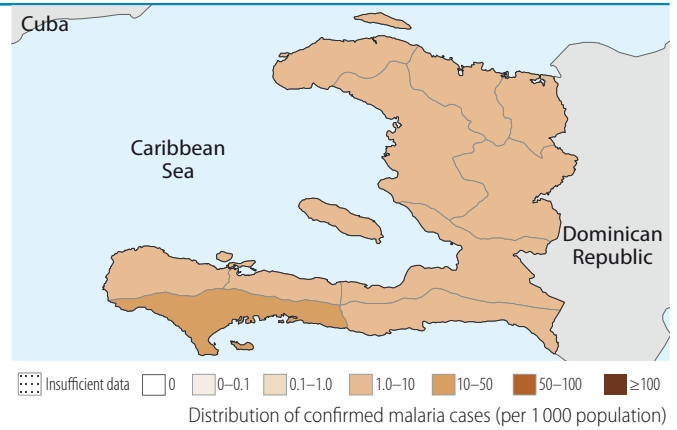 Cuba
Caribbean
Sea
Dominican
Republic
Insufficient data 0 0–0.1 0.1–1.0 1.0–10 10–50 50–100 ≥100
Distribution of confirmed malaria cases (per 1 000 population)